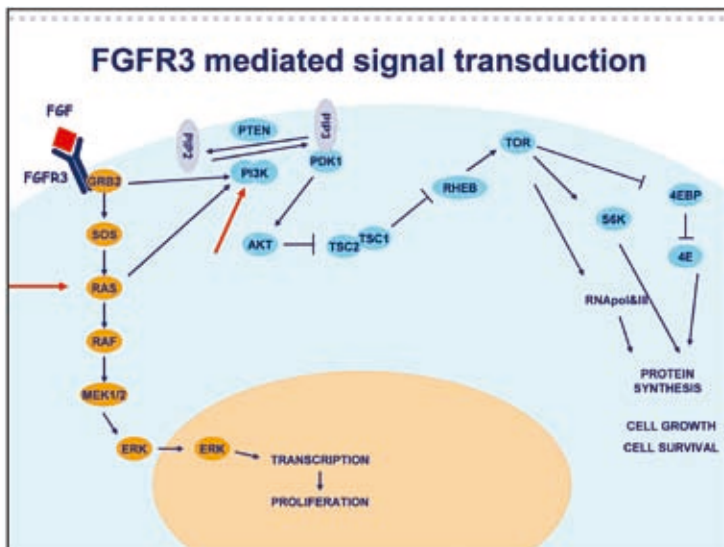 FGFR3 mediated signal transduction
FGF
FGFR3
GRB2
SOS
RAS
RAF
MEK1/2
ERK
ERK
TRANSCRIPTION
PROLIFERATION
PIP2
PTEN
PIP3
PI3K
PDK1
AKT
TSC2
TSC1
RHEB
TOR
S6K
4EBP
4E
RNApol&III
PROTEIN
SYNTHESIS
CELL GROWTH
CELL SURVIVAL